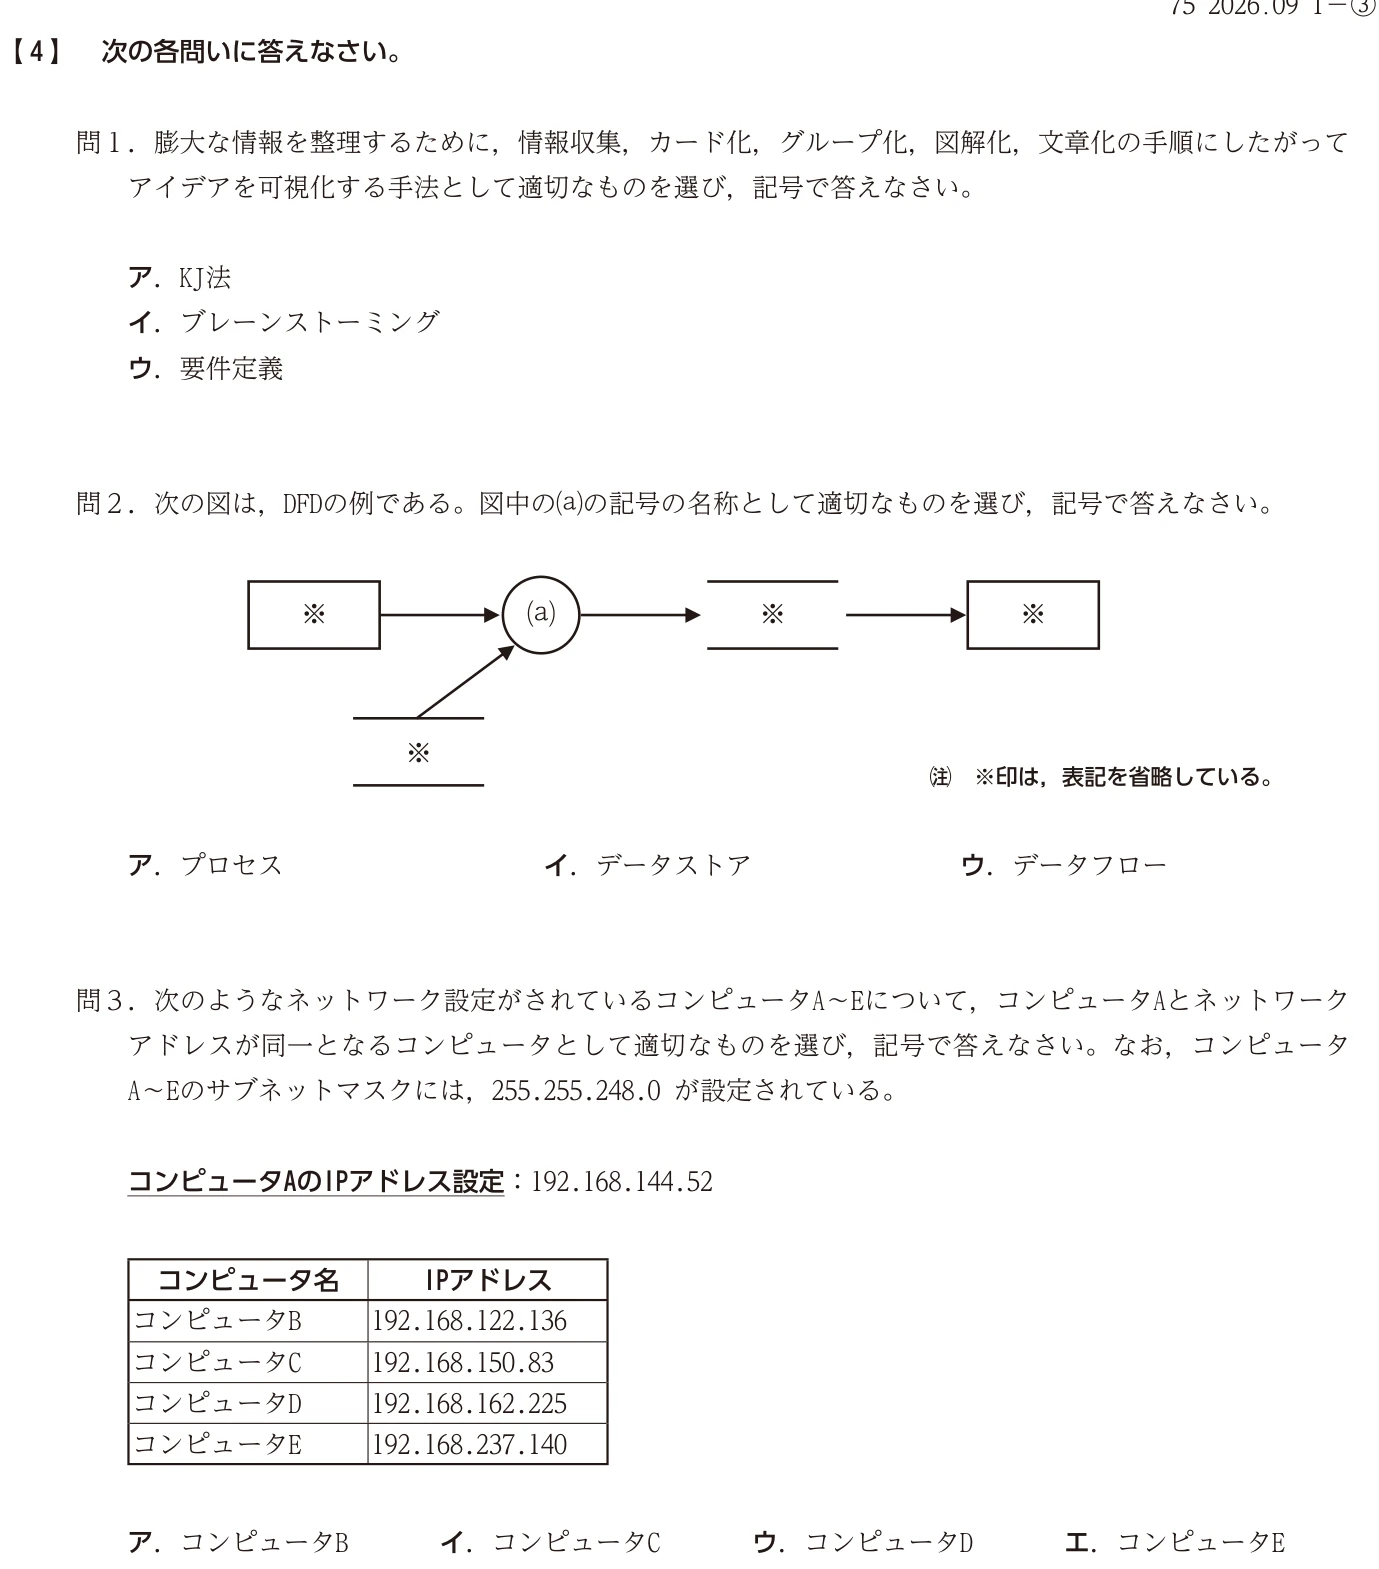 75 2026.09 1－③
【4】　次の各問いに答えなさい。
問１．膨大な情報を整理するために，情報収集，カード化，グループ化，図解化，文章化の手順にしたがって
アイデアを可視化する手法として適切なものを選び，記号で答えなさい。
ア．KJ法
イ．ブレーンストーミング
ウ．要件定義
問２．次の図は，DFDの例である。図中の(a)の記号の名称として適切なものを選び，記号で答えなさい。
※　(a)　※　※
※
㊟　※印は，表記を省略している。
ア．プロセス　イ．データストア　ウ．データフロー
問３．次のようなネットワーク設定がされているコンピュータA～Eについて，コンピュータAとネットワーク
アドレスが同一となるコンピュータとして適切なものを選び，記号で答えなさい。なお，コンピュータ
A～Eのサブネットマスクには，255.255.248.0 が設定されている。
コンピュータAのIPアドレス設定：192.168.144.52
コンピュータ名　IPアドレス
コンピュータB　192.168.122.136
コンピュータC　192.168.150.83
コンピュータD　192.168.162.225
コンピュータE　192.168.237.140
ア．コンピュータB　イ．コンピュータC　ウ．コンピュータD　エ．コンピュータE